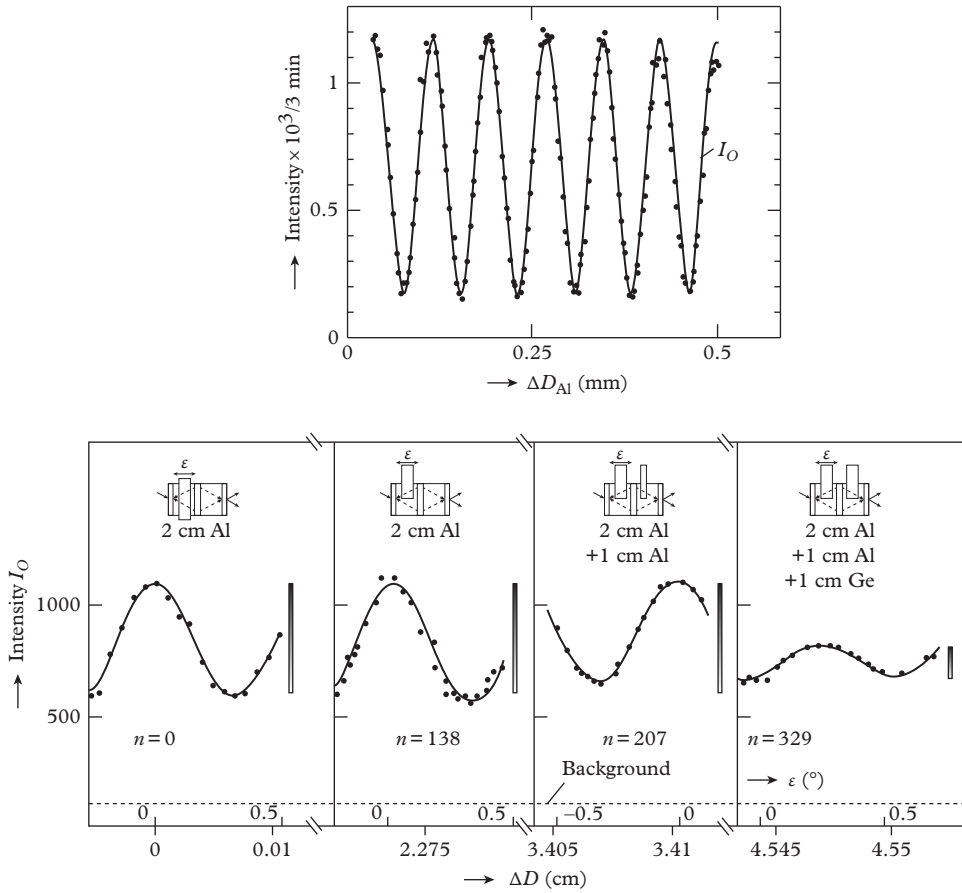 Intensity × 10³/3 min
1
0.5
0
I_O
0 0.25 0.5
→ ΔD_Al (mm)
→ Intensity I_O
1000
500
ε
2 cm Al
n = 0
0 0.5
0 0.01
ε
2 cm Al
n = 138
0 0.5
2.275
ε
2 cm Al
+1 cm Al
n = 207
Background
−0.5 0
3.405 3.41
ε
2 cm Al
+1 cm Al
+1 cm Ge
n = 329
→ ε (°)
0 0.5
4.545 4.55
→ ΔD (cm)